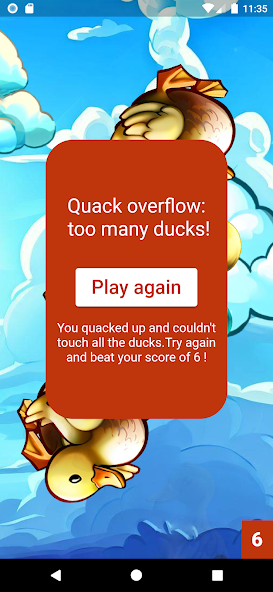 11:35
Quack overflow:
too many ducks!
Play again
You quacked up and couldn't
touch all the ducks.Try again
and beat your score of 6 !
6